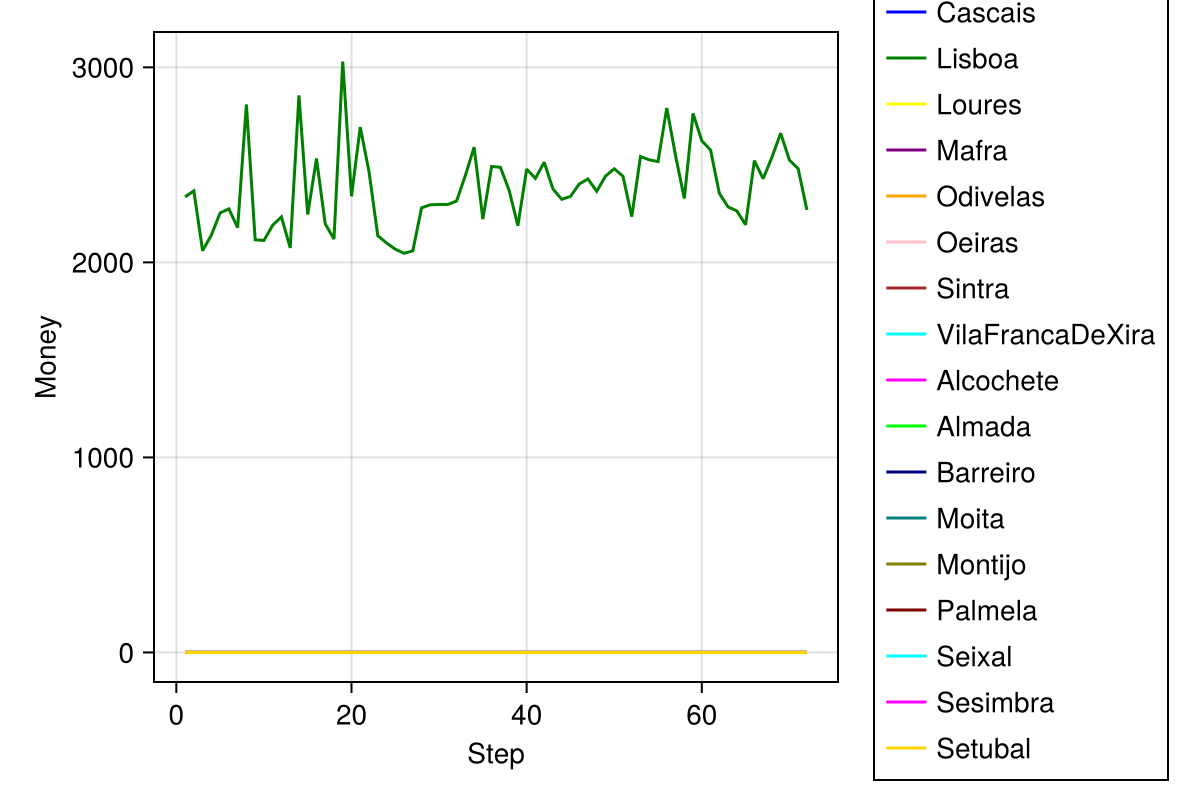 3000
2000
1000
0
Money
0
20
40
60
Step
Cascais
Lisboa
Loures
Mafra
Odivelas
Oeiras
Sintra
VilaFrancaDeXira
Alcochete
Almada
Barreiro
Moita
Montijo
Palmela
Seixal
Sesimbra
Setubal